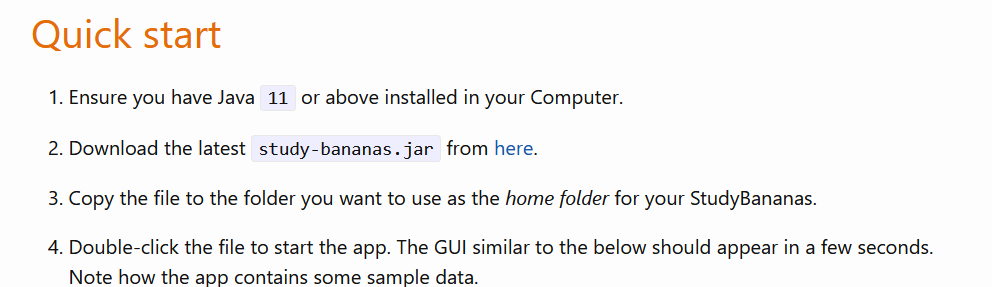 Quick start
1. Ensure you have Java 11 or above installed in your Computer.
2. Download the latest study-bananas.jar from here.
3. Copy the file to the folder you want to use as the home folder for your StudyBananas.
4. Double-click the file to start the app. The GUI similar to the below should appear in a few seconds.
Note how the app contains some sample data.